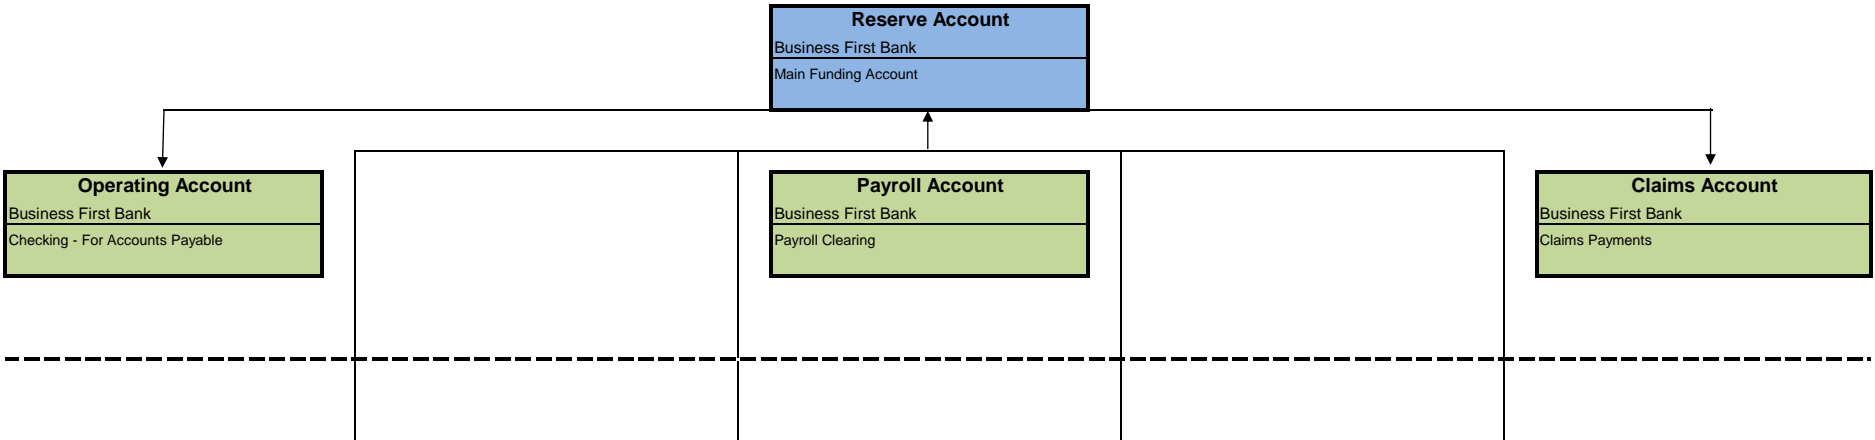 Reserve Account
Business First Bank
Main Funding Account
Operating Account
Business First Bank
Checking - For Accounts Payable
Payroll Account
Business First Bank
Payroll Clearing
Claims Account
Business First Bank
Claims Payments